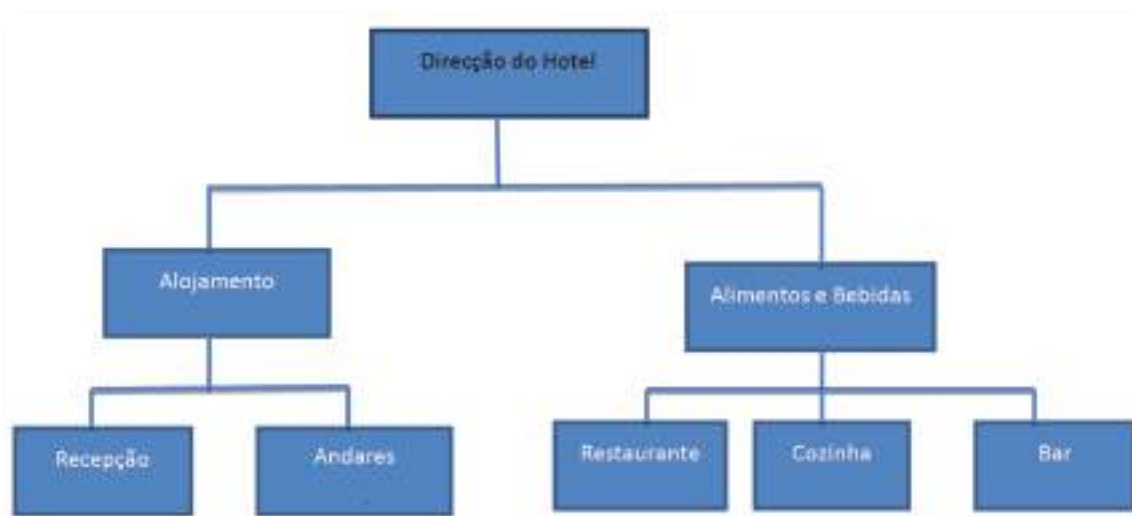 Direcção do Hotel
Alojamento
Alimentos e Bebidas
Recepção
Andares
Restaurante
Cozinha
Bar